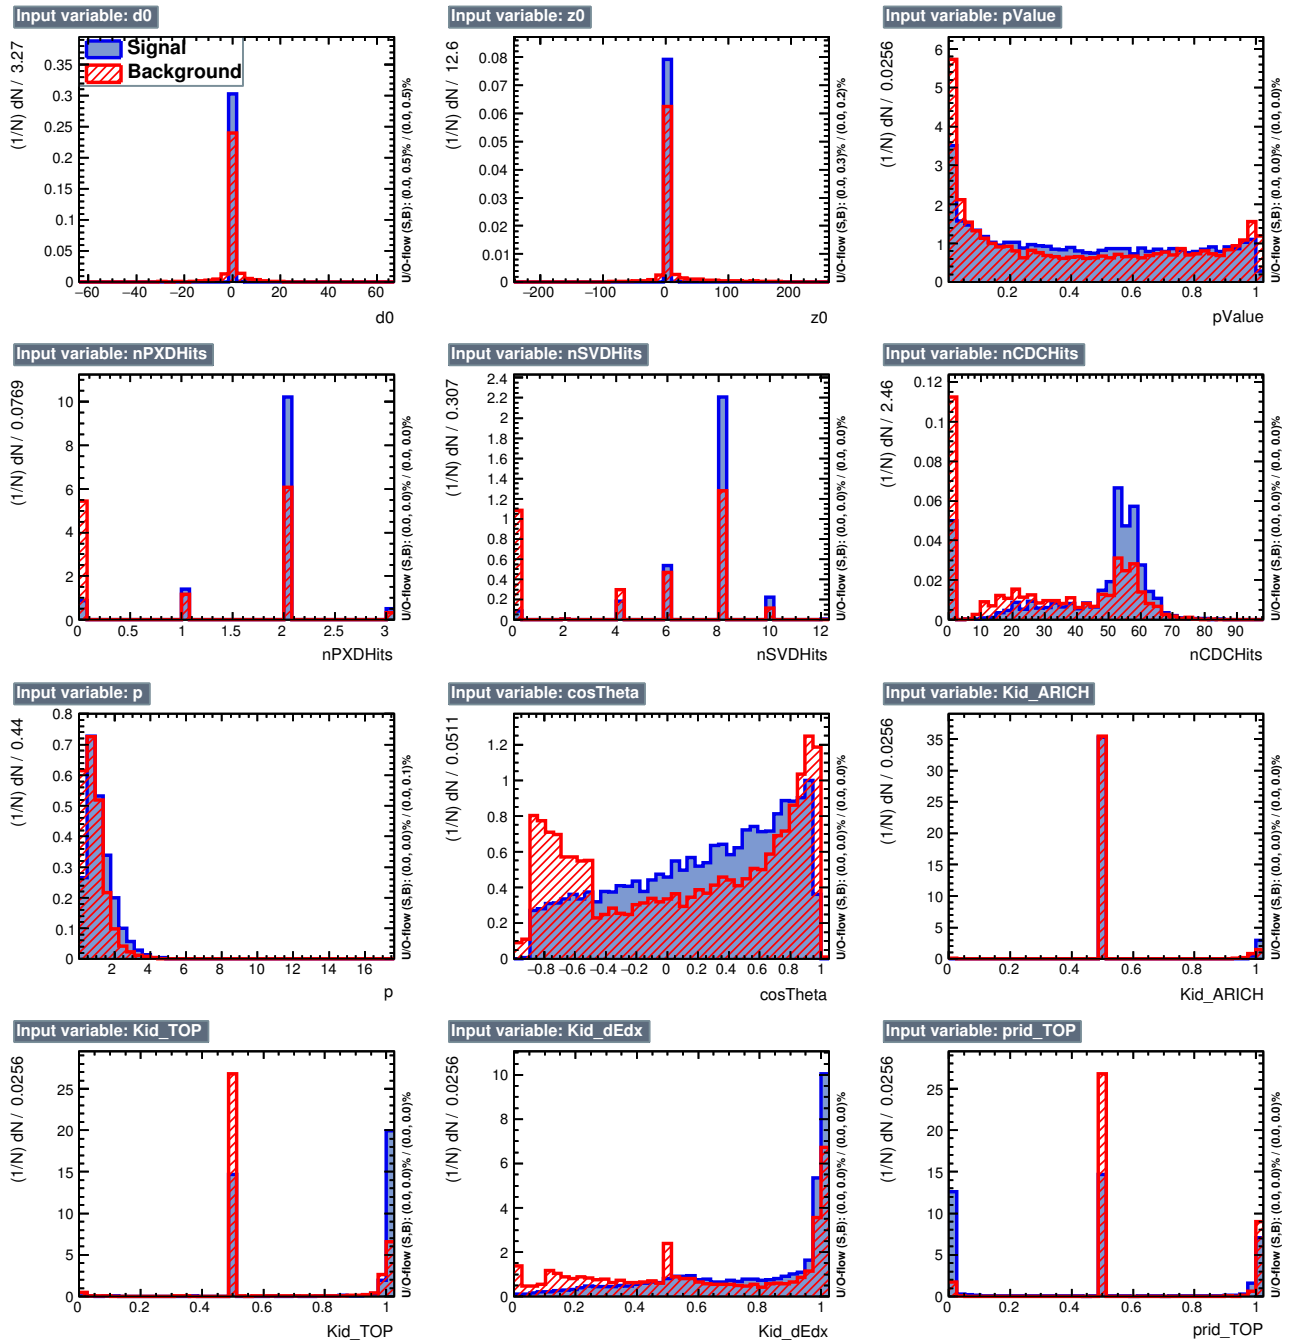 Input variable: d0
Signal
Background
(1/N) dN / 3.27
0.35
0.3
0.25
0.2
0.15
0.1
0.05
0
−60 −40 −20 0 20 40 60
d0
U/O-flow (S,B): (0.0, 0.5)% / (0.0, 0.5)%
Input variable: z0
(1/N) dN / 12.6
0.08
0.07
0.06
0.05
0.04
0.03
0.02
0.01
0
−200 −100 0 100 200
z0
U/O-flow (S,B): (0.0, 0.3)% / (0.0, 0.2)%
Input variable: pValue
(1/N) dN / 0.0256
6
5
4
3
2
1
0
0.2 0.4 0.6 0.8 1
pValue
U/O-flow (S,B): (0.0, 0.0)% / (0.0, 0.0)%
Input variable: nPXDHits
(1/N) dN / 0.0769
10
8
6
4
2
0
0 0.5 1 1.5 2 2.5 3
nPXDHits
U/O-flow (S,B): (0.0, 0.0)% / (0.0, 0.0)%
Input variable: nSVDHits
(1/N) dN / 0.307
2.4
2.2
2
1.8
1.6
1.4
1.2
1
0.8
0.6
0.4
0.2
0
0 2 4 6 8 10 12
nSVDHits
U/O-flow (S,B): (0.0, 0.0)% / (0.0, 0.0)%
Input variable: nCDCHits
(1/N) dN / 2.46
0.12
0.1
0.08
0.06
0.04
0.02
0
0 10 20 30 40 50 60 70 80 90
nCDCHits
U/O-flow (S,B): (0.0, 0.0)% / (0.0, 0.0)%
Input variable: p
(1/N) dN / 0.44
0.8
0.7
0.6
0.5
0.4
0.3
0.2
0.1
0
2 4 6 8 10 12 14 16
p
U/O-flow (S,B): (0.0, 0.0)% / (0.0, 0.1)%
Input variable: cosTheta
(1/N) dN / 0.0511
1.2
1
0.8
0.6
0.4
0.2
0
−0.8 −0.6 −0.4 −0.2 0 0.2 0.4 0.6 0.8 1
cosTheta
U/O-flow (S,B): (0.0, 0.0)% / (0.0, 0.0)%
Input variable: Kid_ARICH
(1/N) dN / 0.0256
35
30
25
20
15
10
5
0
0 0.2 0.4 0.6 0.8 1
Kid_ARICH
U/O-flow (S,B): (0.0, 0.0)% / (0.0, 0.0)%
Input variable: Kid_TOP
(1/N) dN / 0.0256
25
20
15
10
5
0
0 0.2 0.4 0.6 0.8 1
Kid_TOP
U/O-flow (S,B): (0.0, 0.0)% / (0.0, 0.0)%
Input variable: Kid_dEdx
(1/N) dN / 0.0256
10
8
6
4
2
0
0 0.2 0.4 0.6 0.8 1
Kid_dEdx
U/O-flow (S,B): (0.0, 0.0)% / (0.0, 0.0)%
Input variable: prid_TOP
(1/N) dN / 0.0256
25
20
15
10
5
0
0 0.2 0.4 0.6 0.8 1
prid_TOP
U/O-flow (S,B): (0.0, 0.0)% / (0.0, 0.0)%